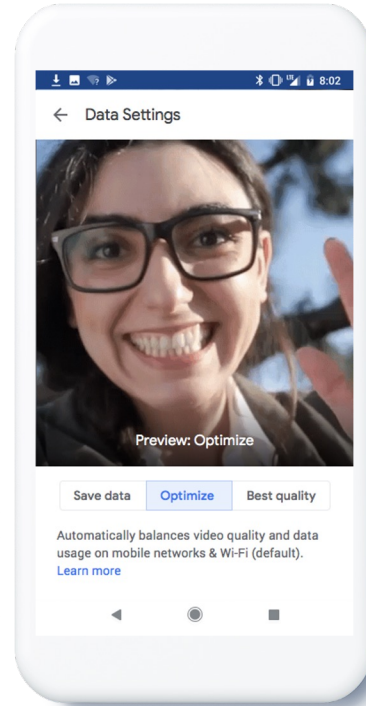 8:02
Data Settings
Preview: Optimize
Save data Optimize Best quality
Automatically balances video quality and data
usage on mobile networks & Wi-Fi (default).
Learn more